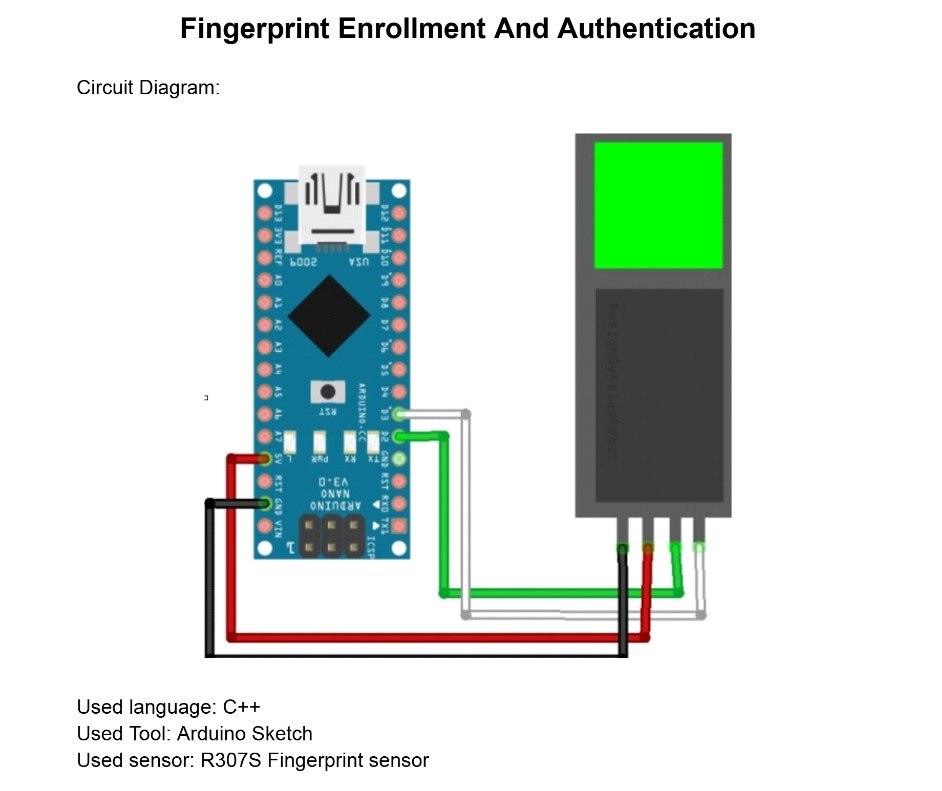 Fingerprint Enrollment And Authentication
Circuit Diagram:
USA
2009
D13
3V3
REF
A0
A1
A2
A3
A4
A5
A6
A7
5V
RST
GND
VIN
D12
D11
D10
D9
D8
D7
D6
D5
D4
D3
D2
GND
RST
RX0
TX1
RST
ARDUINO.CC
L
PWR
RX
TX
ARDUINO
NANO
V3.0
ICSP
1
Used language: C++
Used Tool: Arduino Sketch
Used sensor: R307S Fingerprint sensor